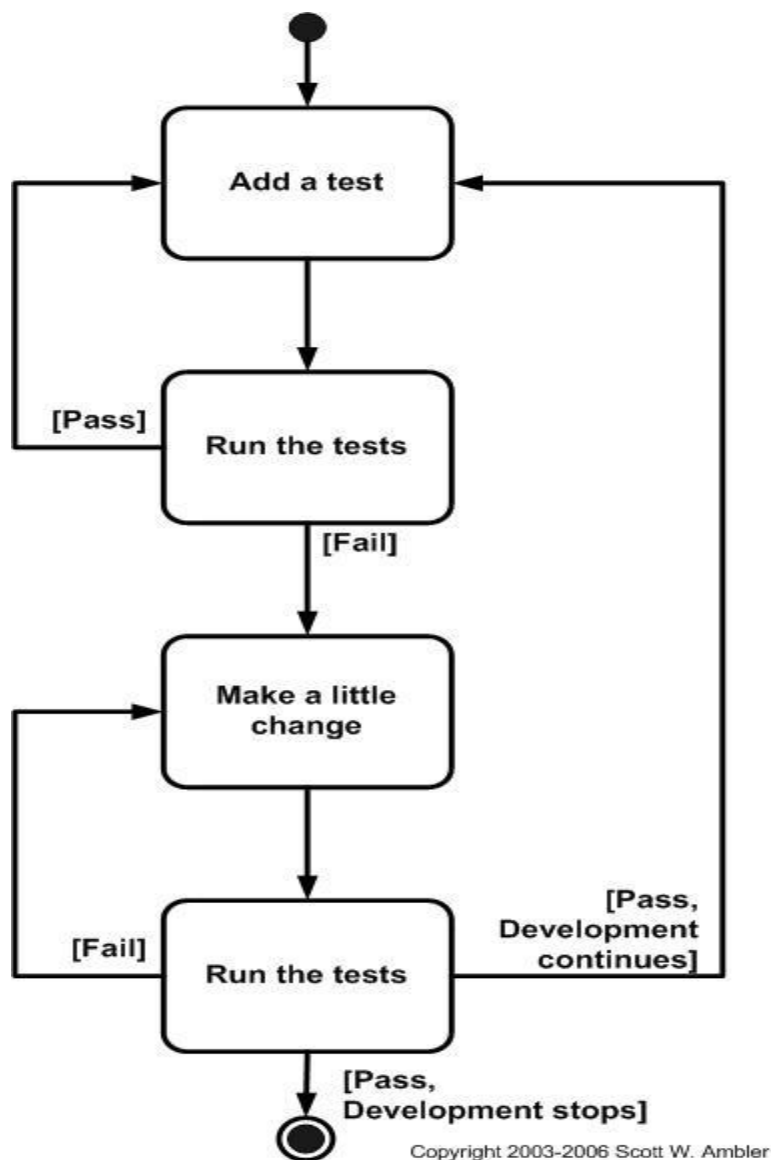 Add a test
[Pass]
Run the tests
[Fail]
Make a little
change
[Pass,
Development
continues]
[Fail]
Run the tests
[Pass,
Development stops]
Copyright 2003-2006 Scott W. Ambler